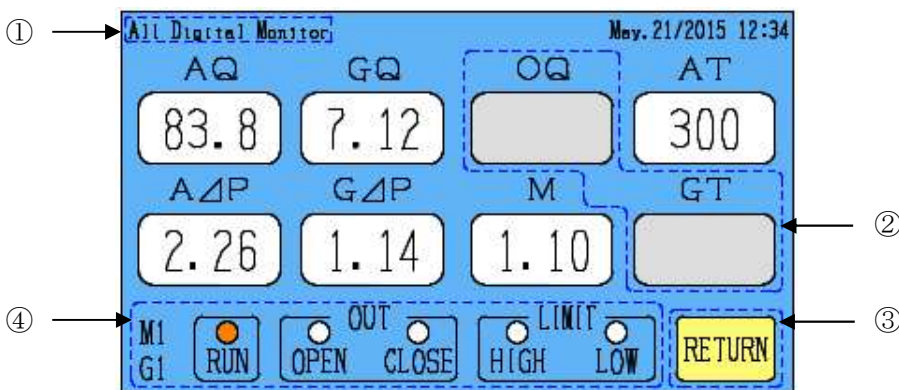 ①
All Digital Monitor May.21/2015 12:34
AQ GQ OQ AT
83.8 7.12 300
A⊿P G⊿P M GT
2.26 1.14 1.10
②
④ ③
M1 OUT LIMIT
G1 RUN OPEN CLOSE HIGH LOW RETURN